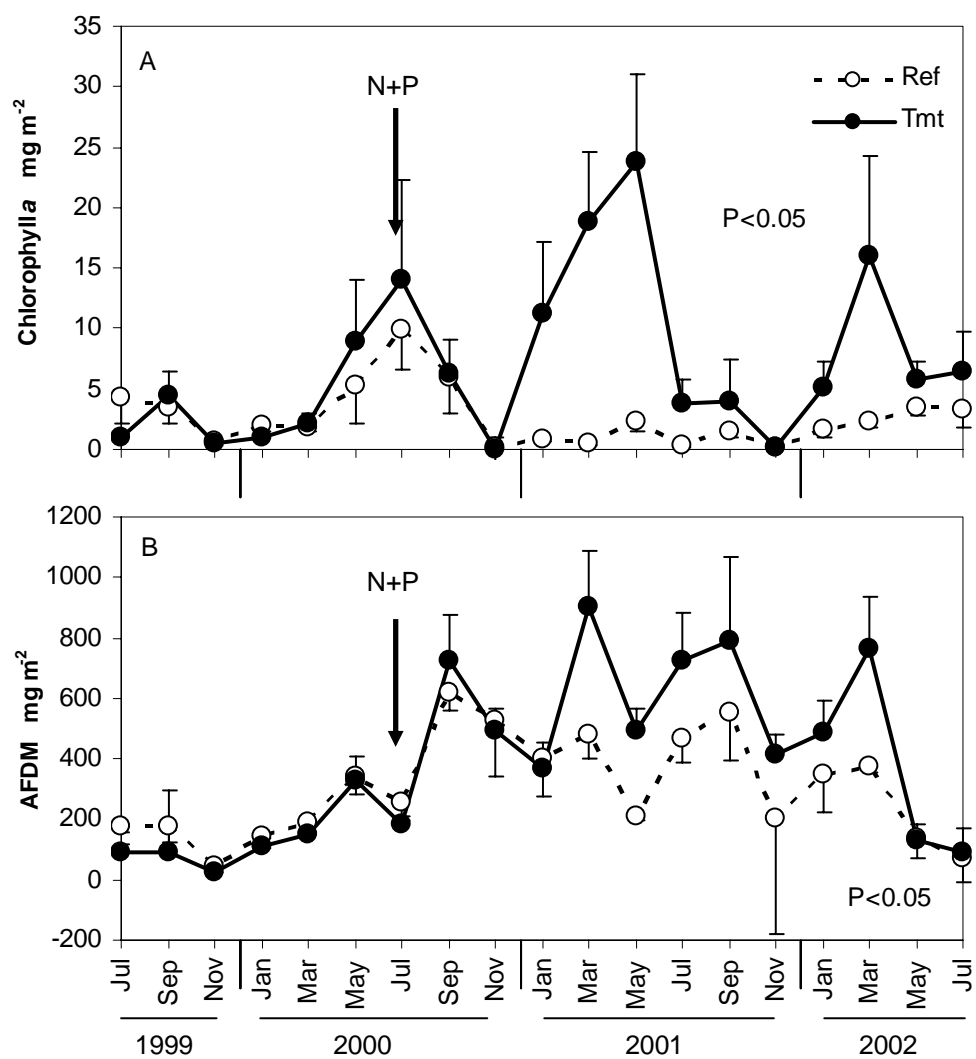 A
N+P
Ref
Tmt
P<0.05
Chlorophyll a mg m-2
35
30
25
20
15
10
5
0
B
N+P
P<0.05
AFDM mg m-2
1200
1000
800
600
400
200
0
-200
Jul Sep Nov Jan Mar May Jul Sep Nov Jan Mar May Jul Sep Nov Jan Mar May Jul
1999 2000 2001 2002